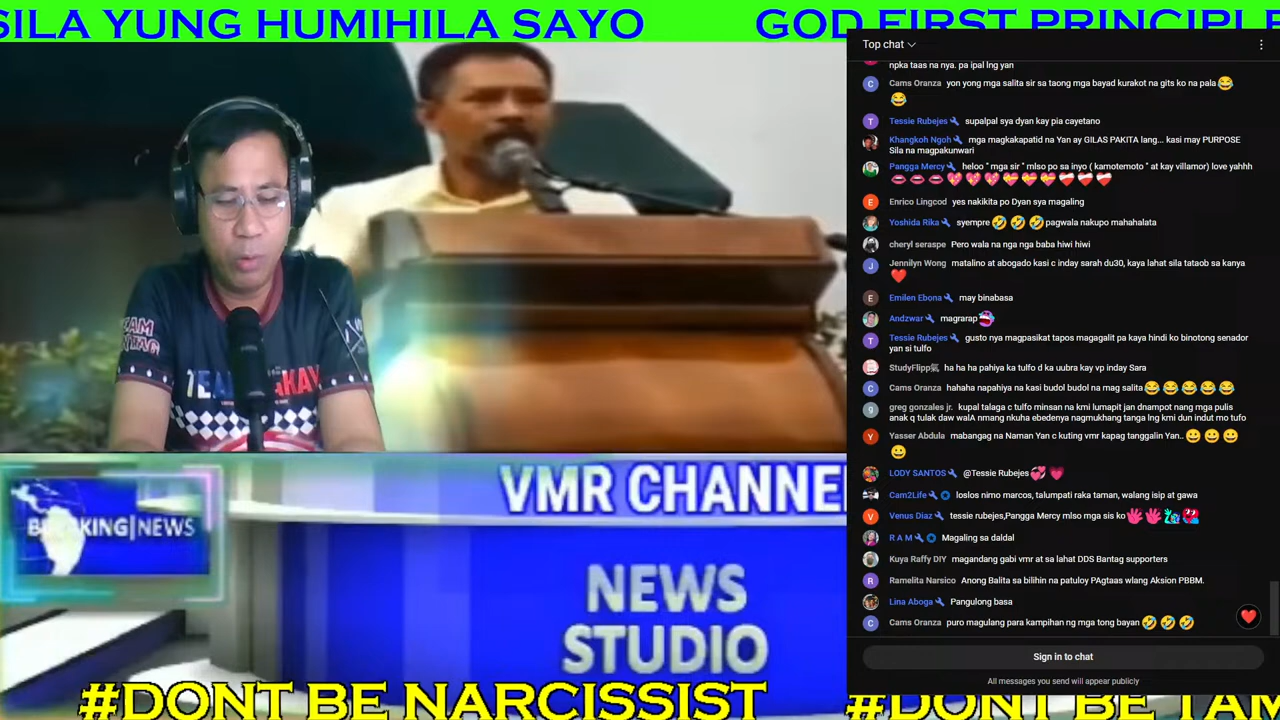 SILA YUNG HUMIHILA SAYO GOD FIRST PRINCIPLE
Top chat
npka taas na nya. pa ipal lng yan
Cams Oranza yon yong mga salita sir sa taong mga bayad kurakot na gits ko na pala😂
😂
Tessie Rubejes supalpal sya dyan kay pia cayetano
Khangkoh Ngoh mga magkakapatid na Yan ay GILAS PAKITA lang... kasi may PURPOSE
Sila na magpakunwari
Pangga Mercy heloo " mga sir " mlso po sa inyo ( kamotemoto " at kay villamor) love yahhh
👄👄👄💖💖💖💝💝💝❤️‍🩹❤️‍🩹❤️‍🩹
Enrico Lingcod yes nakikita po Dyan sya magaling
Yoshida Rika syempre🤣🤣🤣pagwala nakupo mahahalata
cheryl seraspe Pero wala na nga nga baba hiwi hiwi
Jennilyn Wong matalino at abogado kasi c inday sarah du30, kaya lahat sila tataob sa kanya
❤️
Emilen Ebona may binabasa
Andzwar magrarap🥶
Tessie Rubejes gusto nya magpasikat tapos magagalit pa kaya hindi ko binotong senador
yan si tulfo
StudyFlipp氣 ha ha ha pahiya ka tulfo d ka uubra kay vp inday Sara
Cams Oranza hahaha napahiya na kasi budol budol na mag salita😂😂😂😂😂
greg gonzales jr. kupal talaga c tulfo minsan na kmi lumapit jan dnampot nang mga pulis
anak q tulak daw walA nmang nkuha ebedenya nagmukhang tanga lng kmi dun indut mo tufo
Yasser Abdula mabangag na Naman Yan c kuting vmr kapag tanggalin Yan.. 😀😀😀
😀
LODY SANTOS @Tessie Rubejes💞💗
Cam2Life loslos nimo marcos, talumpati raka taman, walang isip at gawa
Venus Diaz tessie rubejes,Pangga Mercy mlso mga sis ko
R A M Magaling sa daldal
Kuya Raffy DIY magandang gabi vmr at sa lahat DDS Bantag supporters
Ramelita Narsico Anong Balita sa bilihin na patuloy PAgtaas wlang Aksion PBBM.
Lina Aboga Pangulong basa
Cams Oranza puro magulang para kampihan ng mga tong bayan 🤣🤣🤣
Sign in to chat
All messages you send will appear publicly
VMR CHANNE
BREAKING|NEWS
NEWS
STUDIO
#DONT BE NARCISSIST #DONT BE TAM